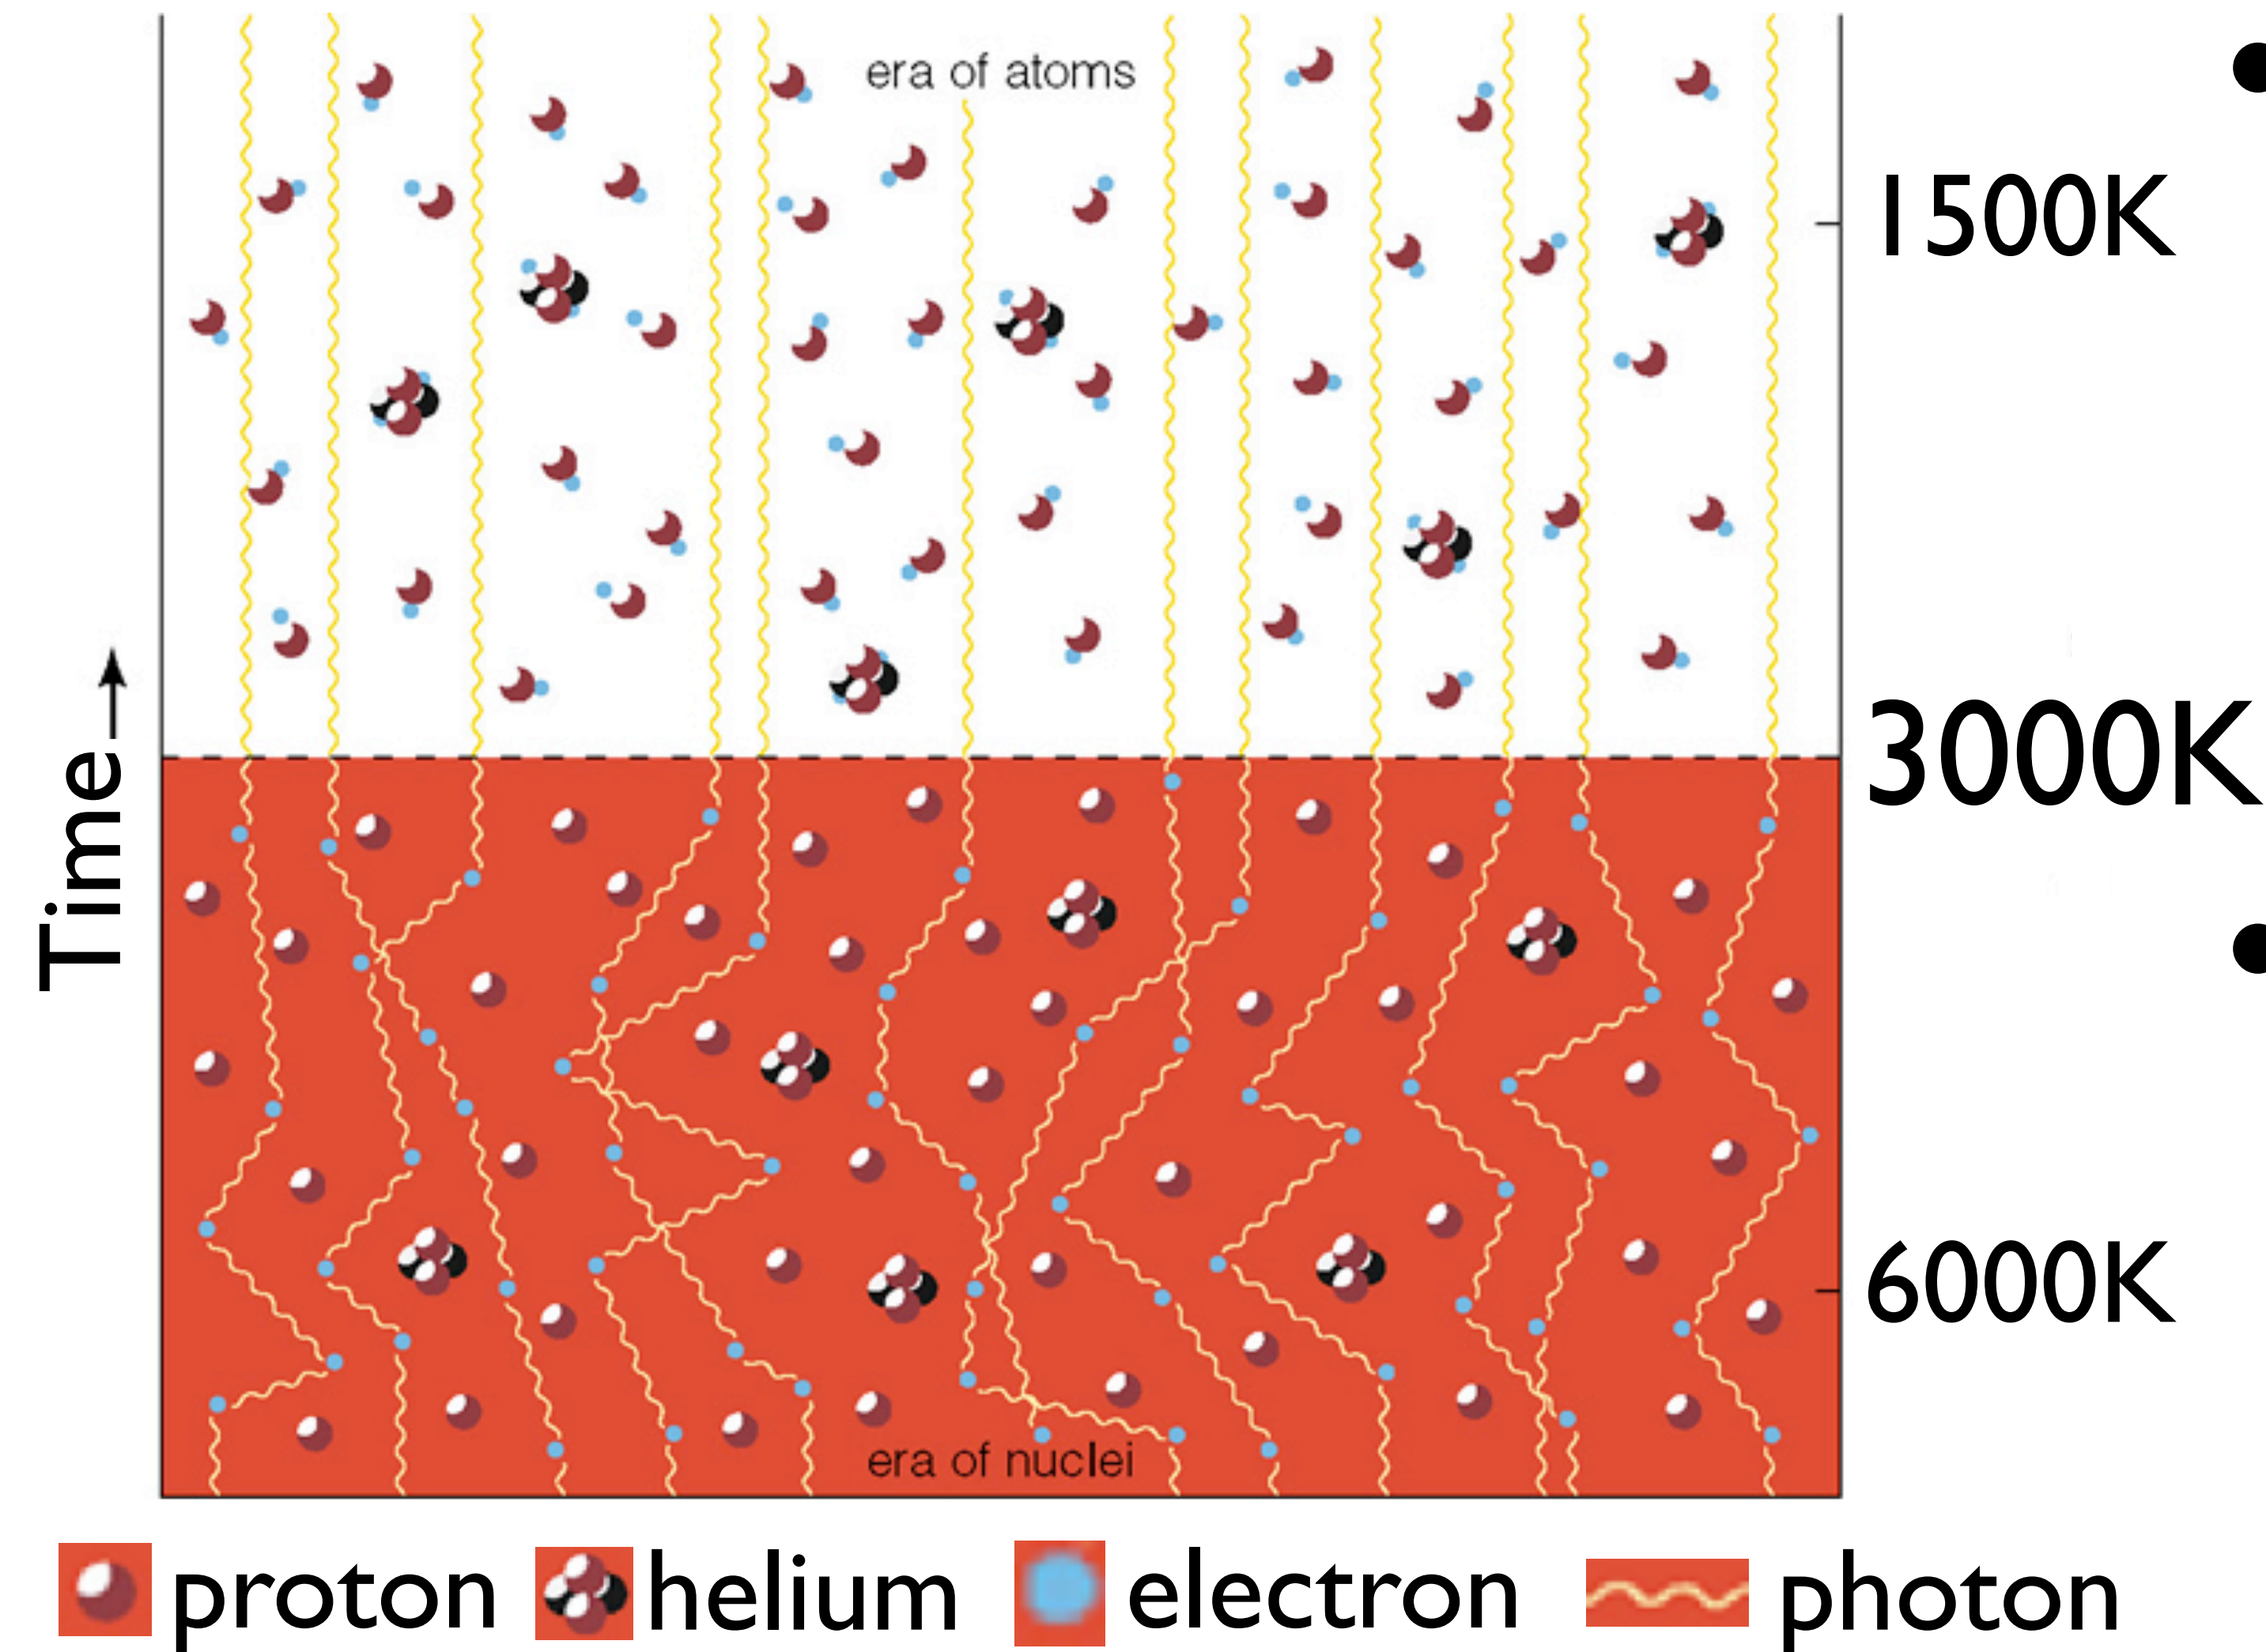 era of atoms
1500K
3000K
Time
6000K
era of nuclei
proton helium electron photon